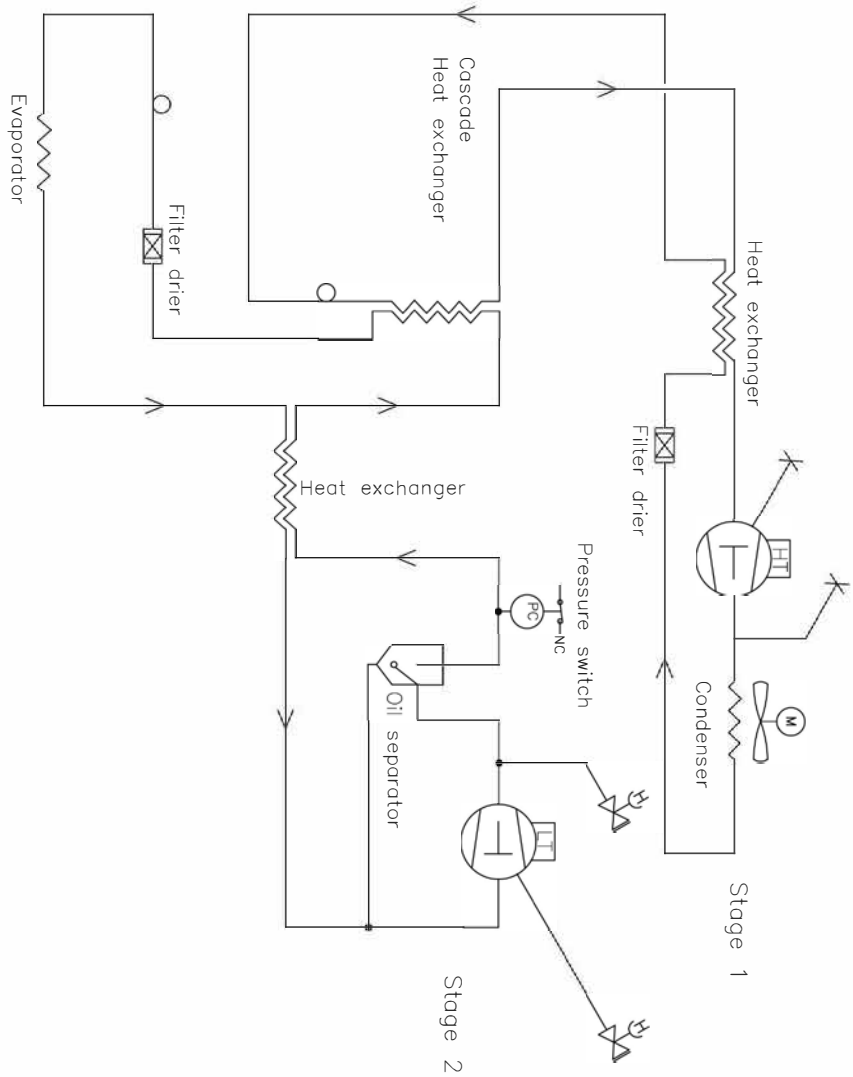 Stage 1
Heat exchanger
HT
M
Condenser
Filter drier
Pressure switch
PC
NC
H
H
LT
Stage 2
Cascade
Heat exchanger
Oil separator
Heat exchanger
Filter drier
Evaporator